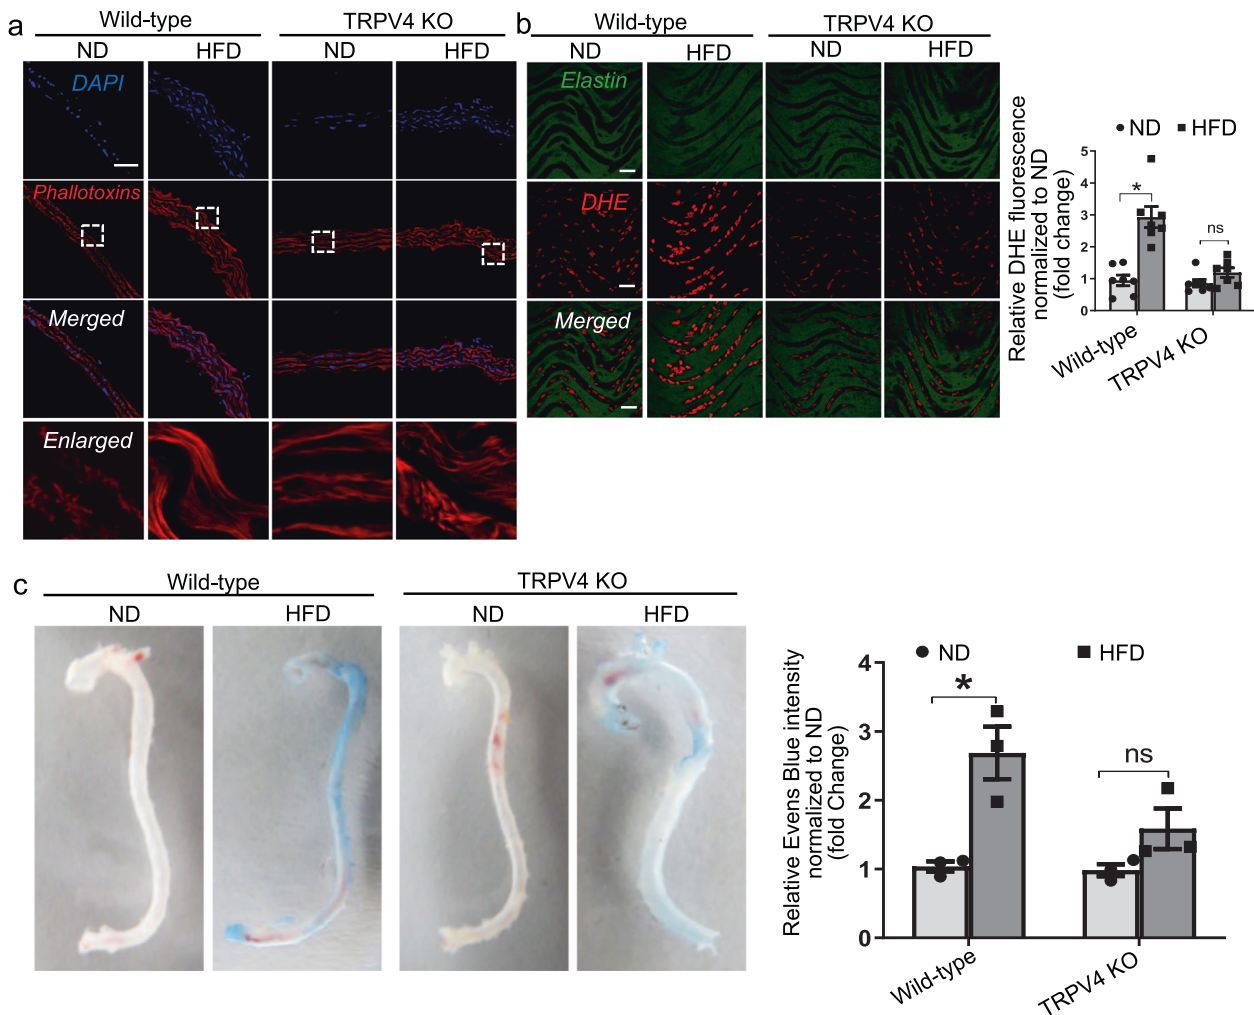 a
Wild-type
TRPV4 KO
ND
HFD
ND
HFD
DAPI
Phallotoxins
Merged
Enlarged
b
Wild-type
TRPV4 KO
ND
HFD
ND
HFD
Elastin
DHE
Merged
Relative DHE fluorescence
normalized to ND
(fold change)
ND
HFD
5
4
3
2
1
0
*
ns
Wild-type
TRPV4 KO
c
Wild-type
TRPV4 KO
ND
HFD
ND
HFD
Relative Evens Blue intensity
normalized to ND
(fold Change)
ND
HFD
4
3
2
1
0
*
ns
Wild-type
TRPV4 KO